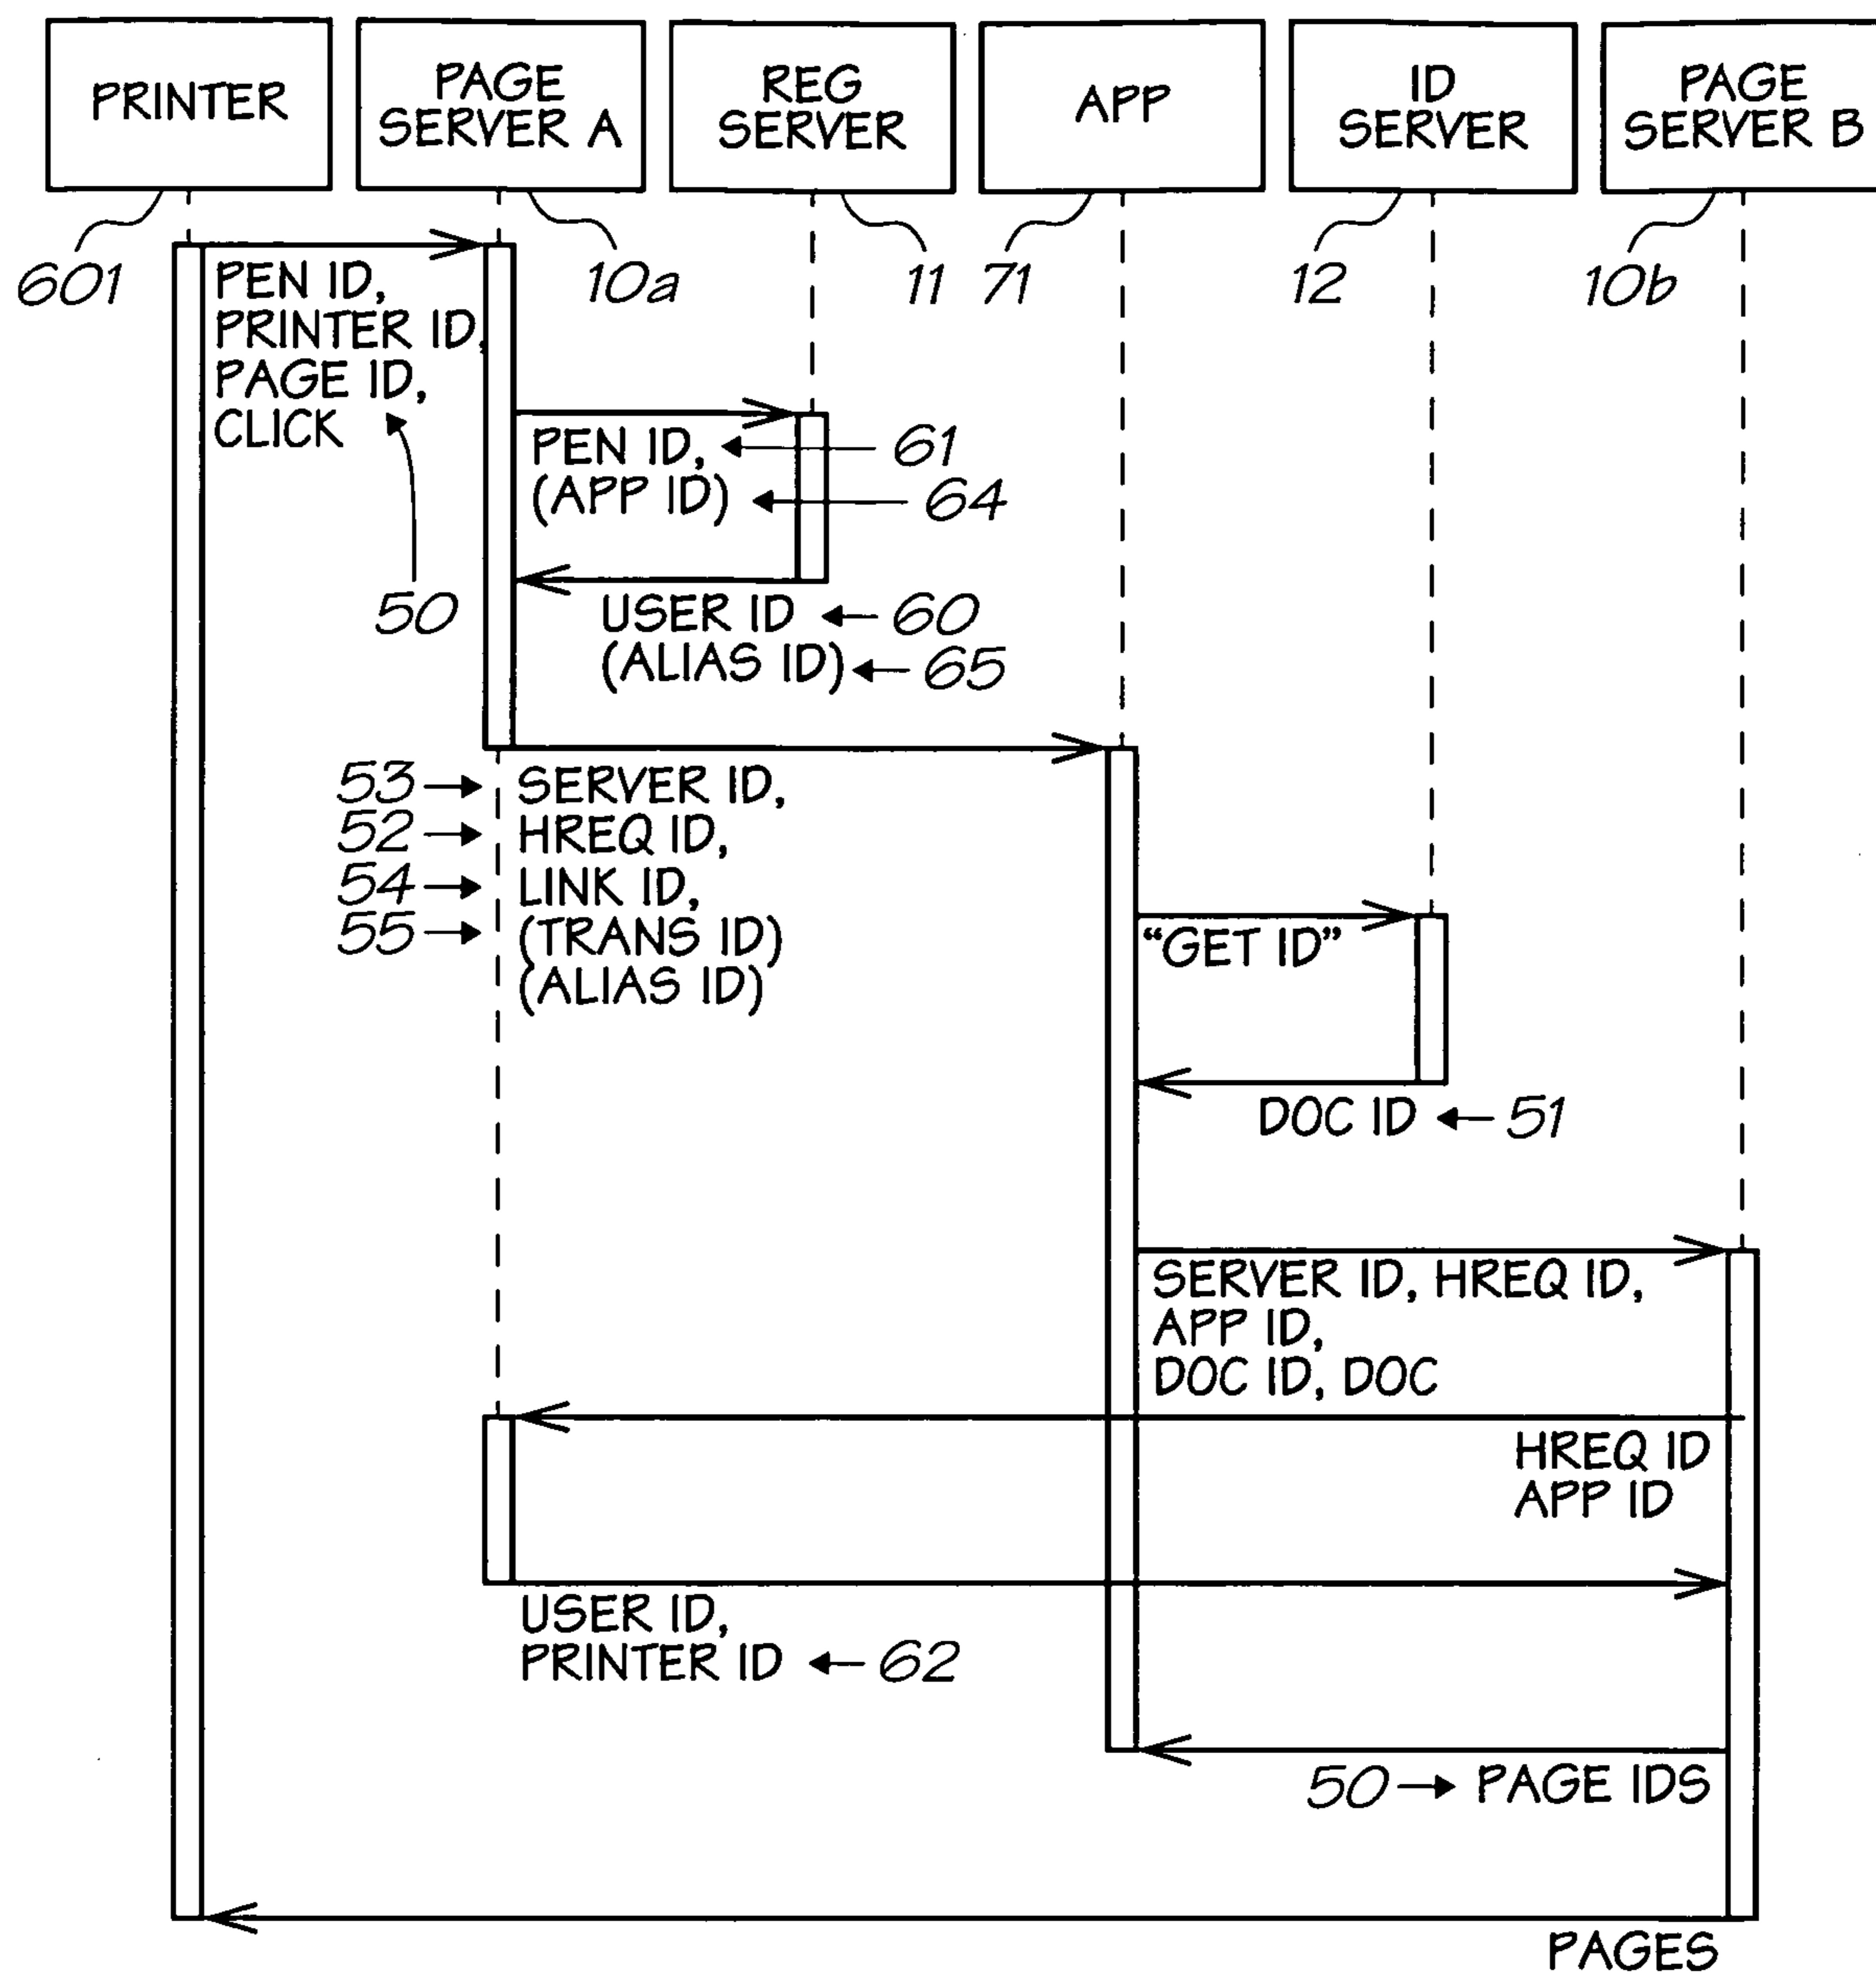 PRINTER
PAGE
SERVER A
REG
SERVER
APP
ID
SERVER
PAGE
SERVER B
601
10a
11
71
12
10b
PEN ID,
PRINTER ID,
PAGE ID,
CLICK
50
PEN ID,
61
(APP ID)
64
USER ID
60
(ALIAS ID)
65
53
SERVER ID,
52
HREQ ID,
54
LINK ID,
55
(TRANS ID)
(ALIAS ID)
“GET ID”
DOC ID
51
SERVER ID, HREQ ID,
APP ID,
DOC ID, DOC
HREQ ID
APP ID
USER ID,
PRINTER ID
62
50
PAGE IDS
PAGES